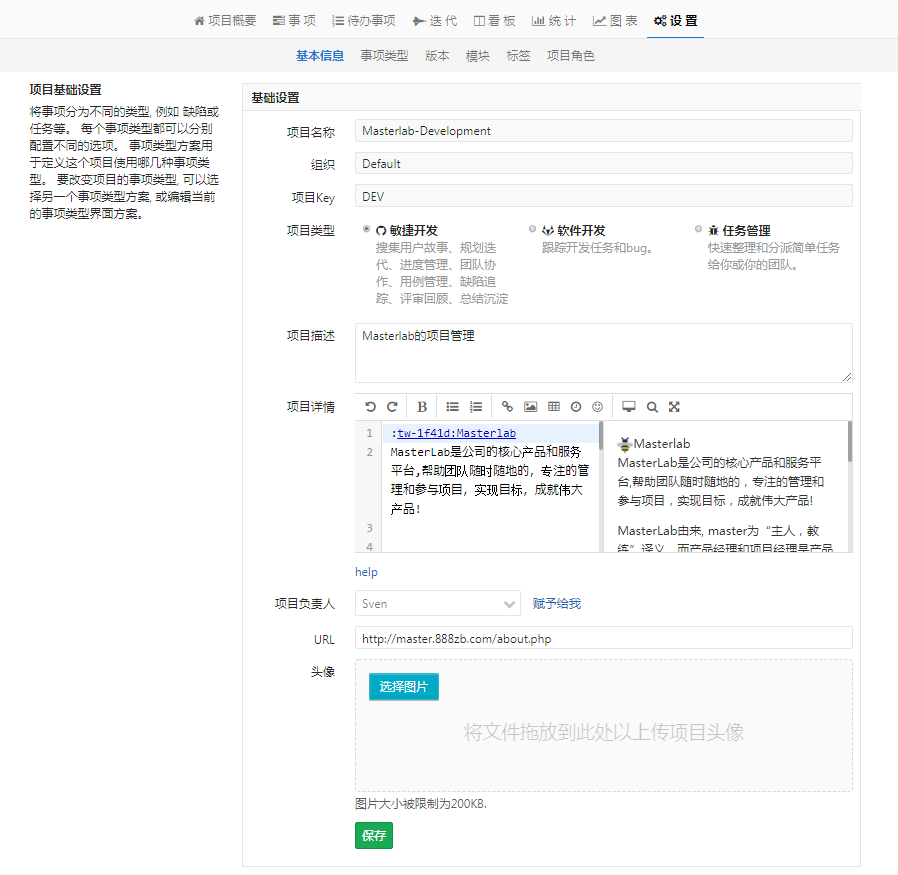 项目概要 事 项 待办事项 迭 代 看 板 统 计 图 表 设 置
基本信息 事项类型 版本 模块 标签 项目角色
项目基础设置
将事项分为不同的类型, 例如 缺陷或
任务等。 每个事项类型都可以分别
配置不同的选项。 事项类型方案用
于定义这个项目使用哪几种事项类
型。 要改变项目的事项类型, 可以选
择另一个事项类型方案, 或编辑当前
的事项类型界面方案。
基础设置
项目名称 Masterlab-Development
组织 Default
项目Key DEV
项目类型
敏捷开发
搜集用户故事、规划迭
代、进度管理、团队协
作、用例管理、缺陷追
踪、评审回顾、总结沉淀
软件开发
跟踪开发任务和bug。
任务管理
快速整理和分派简单任务
给你或你的团队。
项目描述 Masterlab的项目管理
项目详情
B
1 :tw-1f41d:Masterlab
2 MasterLab是公司的核心产品和服务
平台,帮助团队随时随地的，专注的管
理和参与项目，实现目标，成就伟大
产品!
3
4
Masterlab
MasterLab是公司的核心产品和服务平
台,帮助团队随时随地的，专注的管理和
参与项目，实现目标，成就伟大产品!
MasterLab由来, master为“主人，教
练”译义，而产品经理和项目经理是产品
help
项目负责人 Sven 赋予给我
URL http://master.888zb.com/about.php
头像
选择图片
将文件拖放到此处以上传项目头像
图片大小被限制为200KB.
保存